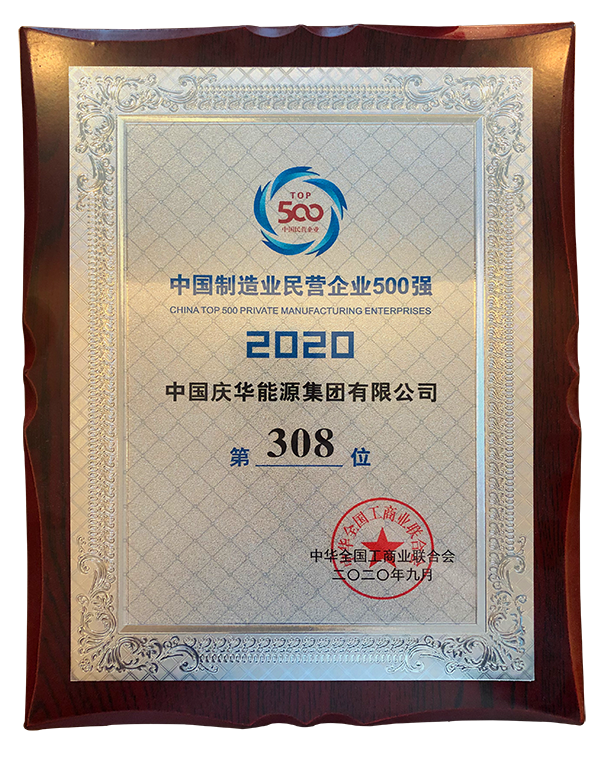 TOP
500
中国民营企业
中国制造业民营企业500强
CHINA TOP 500 PRIVATE MANUFACTURING ENTERPRISES
2020
中国庆华能源集团有限公司
第 308 位
中华全国工商业联合会
中华全国工商业联合会
二〇二〇年九月